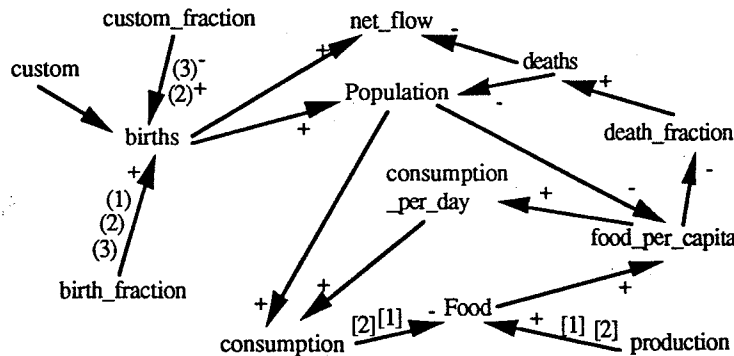 custom_fraction
net_flow
+
-
custom
(3)-
(2)+
deaths
-
+
Population
-
births
+
death_fraction
+
(1)
(2)
(3)
consumption
_per_day
+
-
-
food_per_capita
birth_fraction
+
+
+
Food
+
consumption
[2][1]
-
+
[1] [2]
production